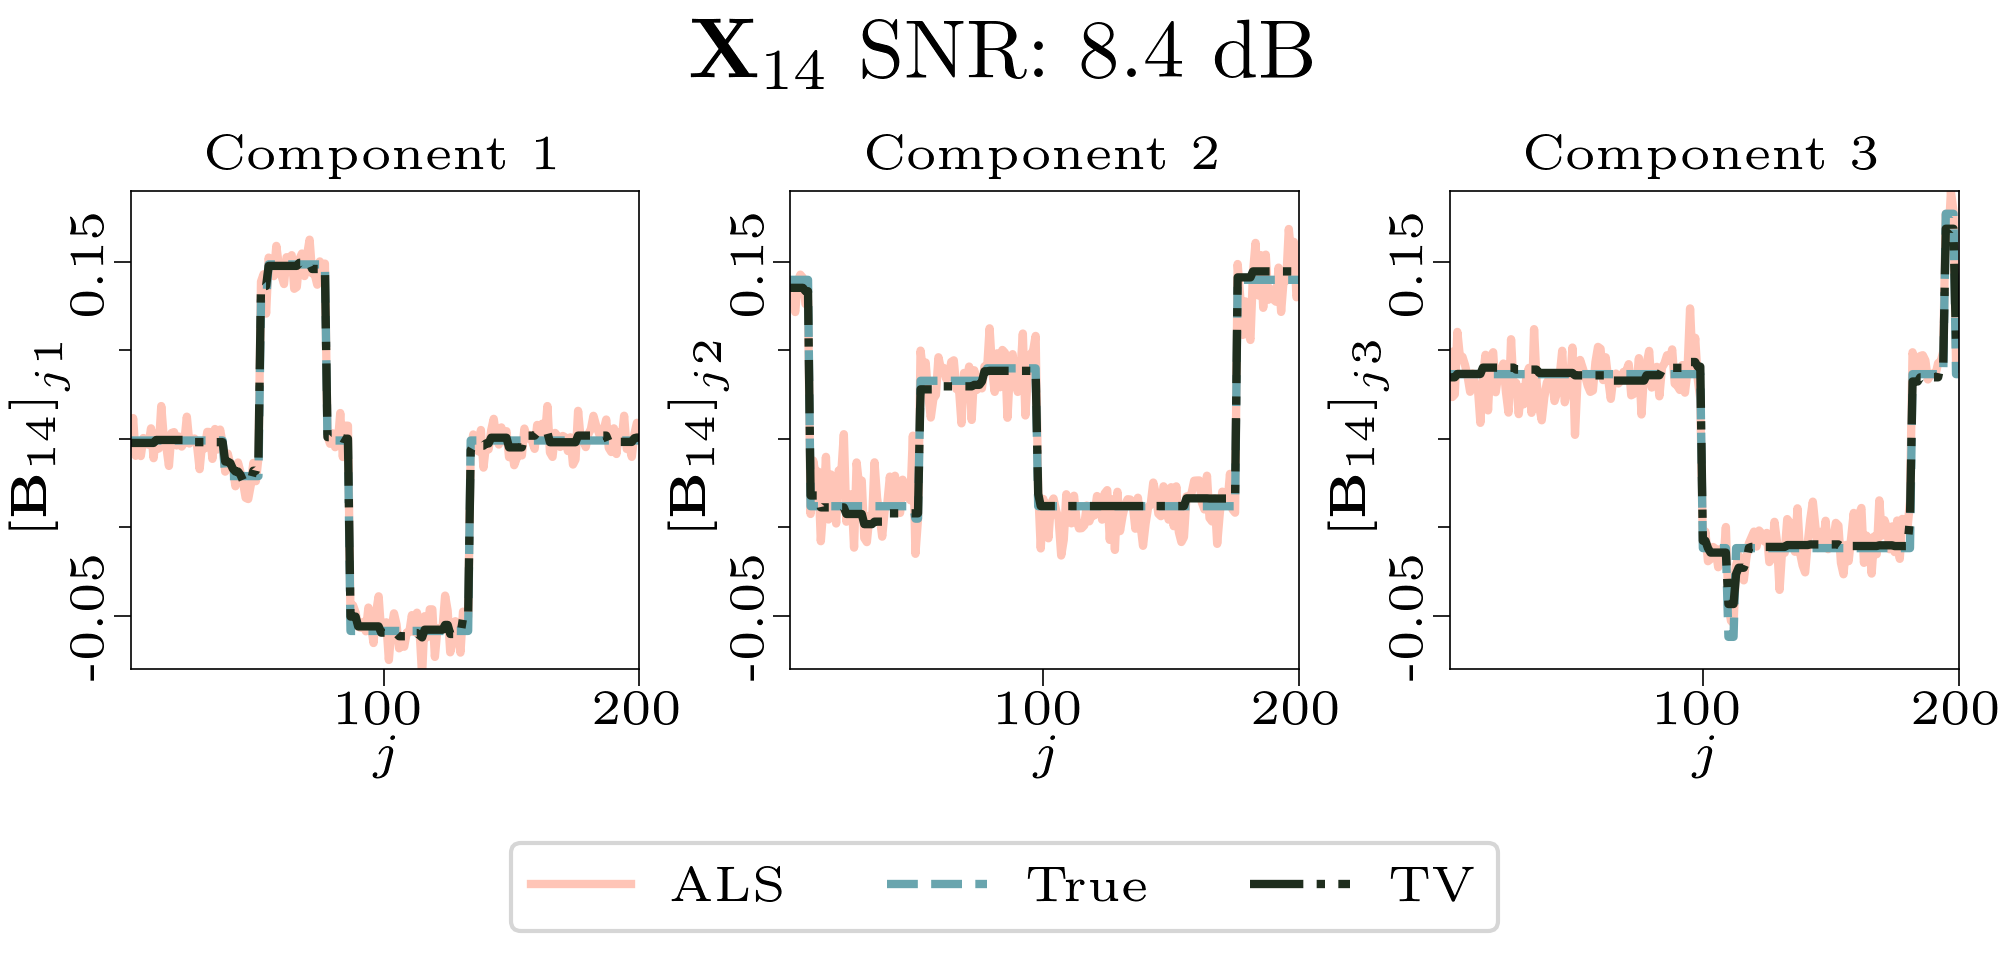 X14 SNR: 8.4 dB
Component 1
Component 2
Component 3
[B14]j1
0.15
-0.05
100
200
j
[B14]j2
0.15
-0.05
100
200
j
[B14]j3
0.15
-0.05
100
200
j
ALS True TV